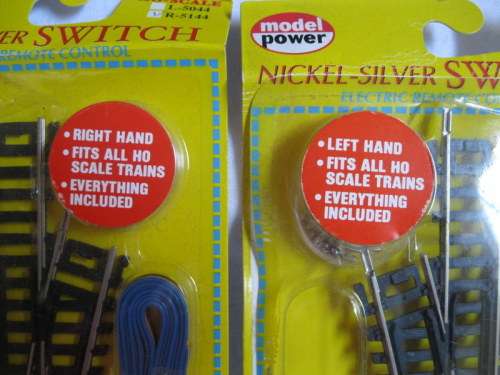 SCALE
L-5044
R-5144
ER SWITCH
REMOTE CONTROL
• RIGHT HAND
• FITS ALL HO
SCALE TRAINS
• EVERYTHING
INCLUDED
model
power
NICKEL-SILVER SW
ELECTRIC REMOTE CO
• LEFT HAND
• FITS ALL HO
SCALE TRAINS
• EVERYTHING
INCLUDED